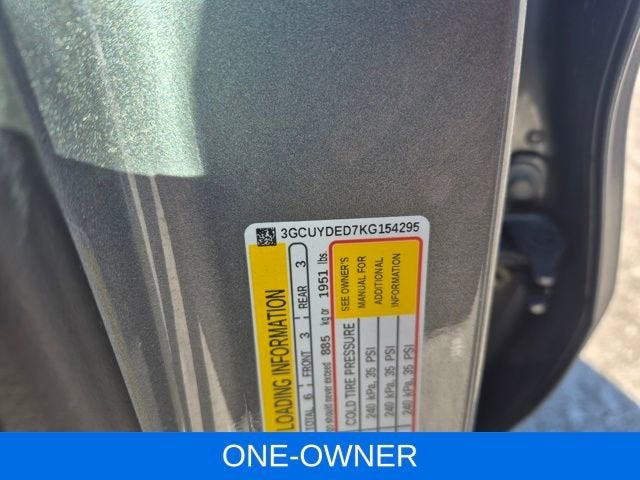 3GCUYDED7KG154295
LOADING INFORMATION
TOTAL 6 FRONT 3 REAR 3
should never exceed 885 kg or 1951 lbs.
SEE OWNER'S
MANUAL FOR
ADDITIONAL
INFORMATION
COLD TIRE PRESSURE
240 kPa, 35 PSI
240 kPa, 35 PSI
240 kPa, 35 PSI
ONE-OWNER